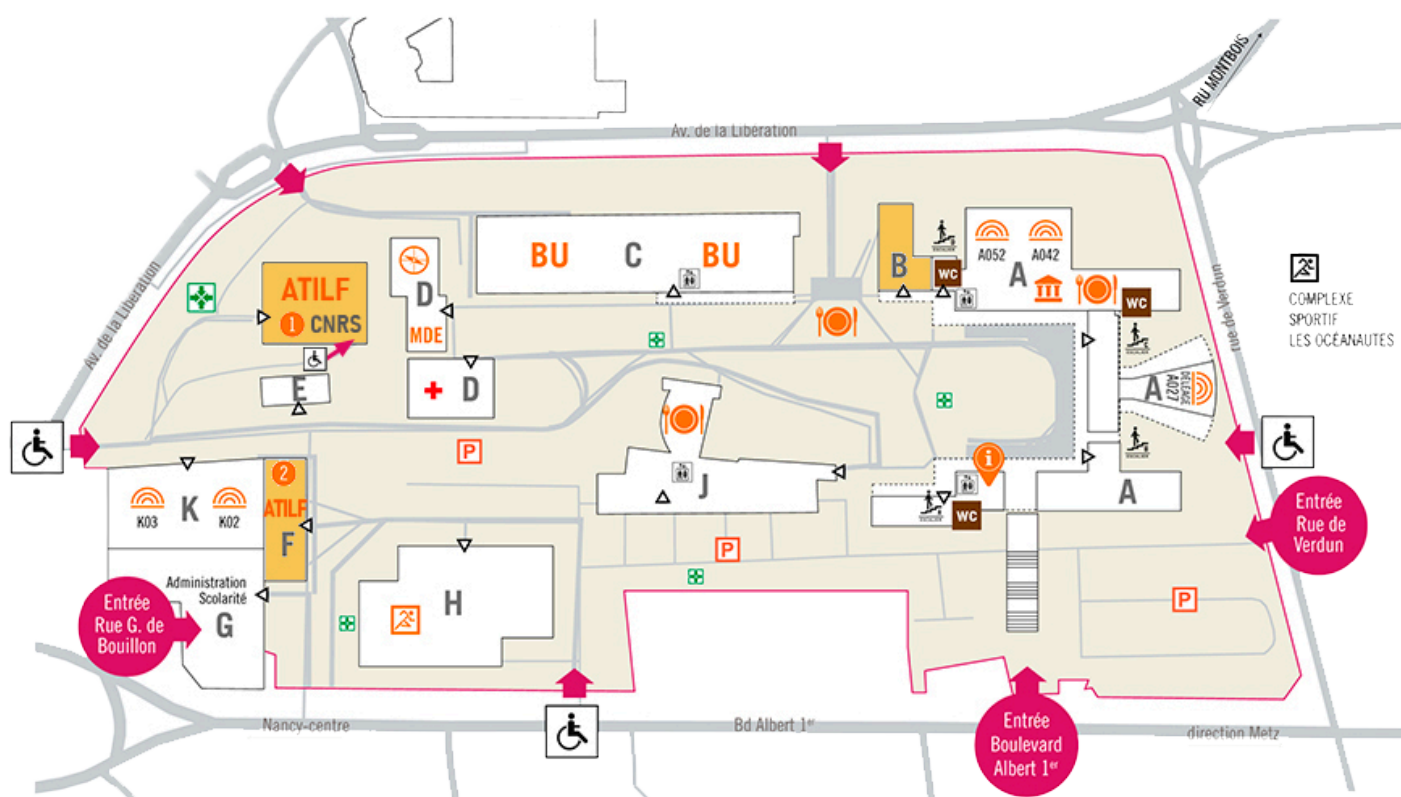 RU MONTBOIS
Av. de la Libération
Av. de la Libération
rue de Verdun
BU
C
BU
B
WC
A052
A042
A
WC
COMPLEXE
SPORTIF
LES OCÉANAUTES
ATILF
1 CNRS
D
MDE
E
D
A
DELEAGE
A027
P
J
i
A
WC
K03
K
K02
2
ATILF
F
Administration
Scolarité
G
H
P
P
Entrée
Rue G. de
Bouillon
Entrée
Rue de
Verdun
Nancy-centre
Bd Albert 1er
direction Metz
Entrée
Boulevard
Albert 1er